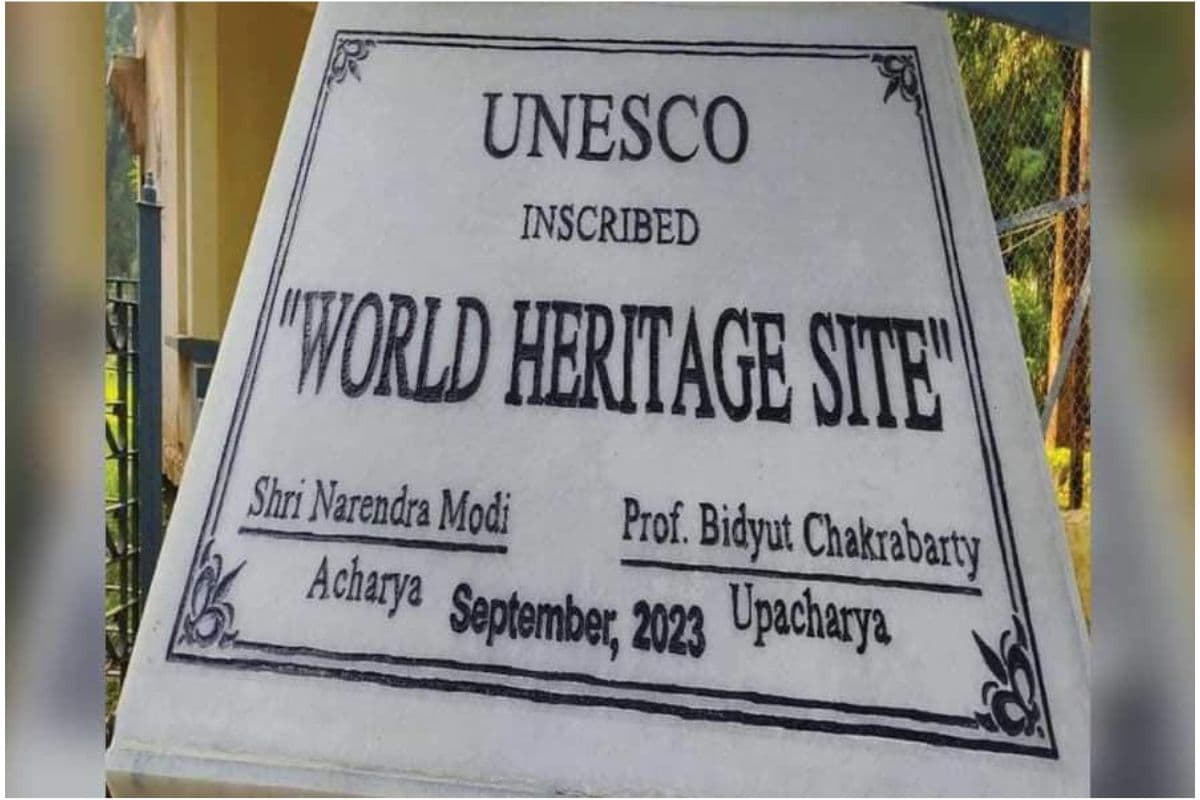 UNESCO
INSCRIBED
"WORLD HERITAGE SITE"
Shri Narendra Modi
Acharya
Prof. Bidyut Chakrabarty
Upacharya
September, 2023